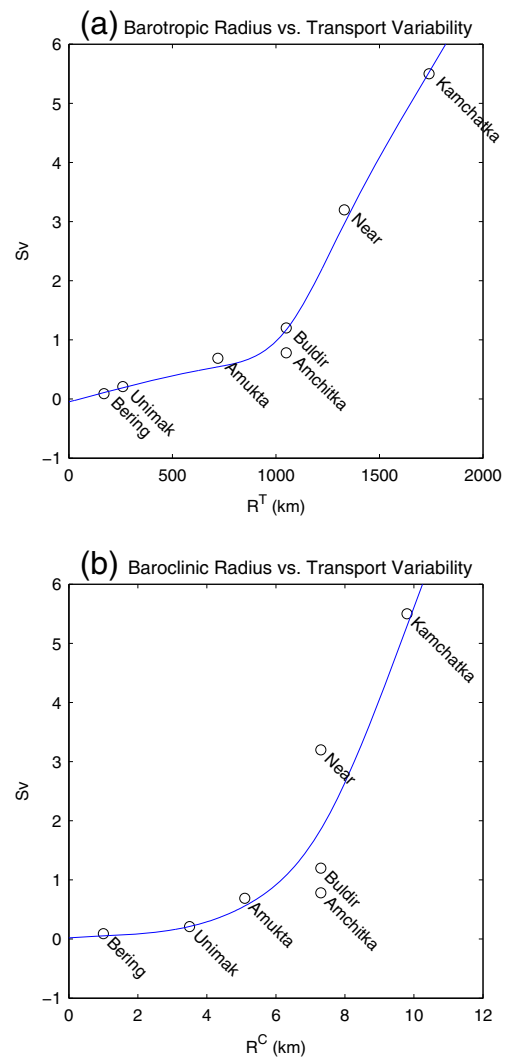 (a) Barotropic Radius vs. Transport Variability
6
5
4
3
2
1
0
−1
Sv
Kamchatka
Near
Buldir
Amchitka
Amukta
Unimak
Bering
0 500 1000 1500 2000
R^T (km)
(b) Baroclinic Radius vs. Transport Variability
6
5
4
3
2
1
0
−1
Sv
Kamchatka
Near
Buldir
Amchitka
Amukta
Unimak
Bering
0 2 4 6 8 10 12
R^C (km)